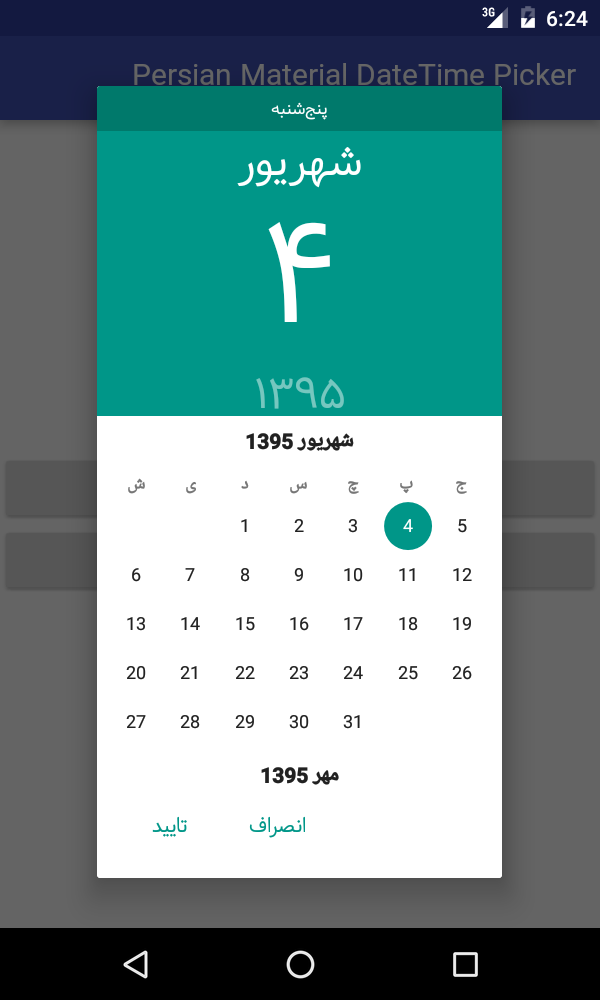 3G 6:24
Persian Material DateTime Picker
پنج‌شنبه
شهریور
۴
۱۳۹۵
شهریور 1395
ش ی د س چ پ ج
1 2 3 4 5
6 7 8 9 10 11 12
13 14 15 16 17 18 19
20 21 22 23 24 25 26
27 28 29 30 31
مهر 1395
تایید انصراف